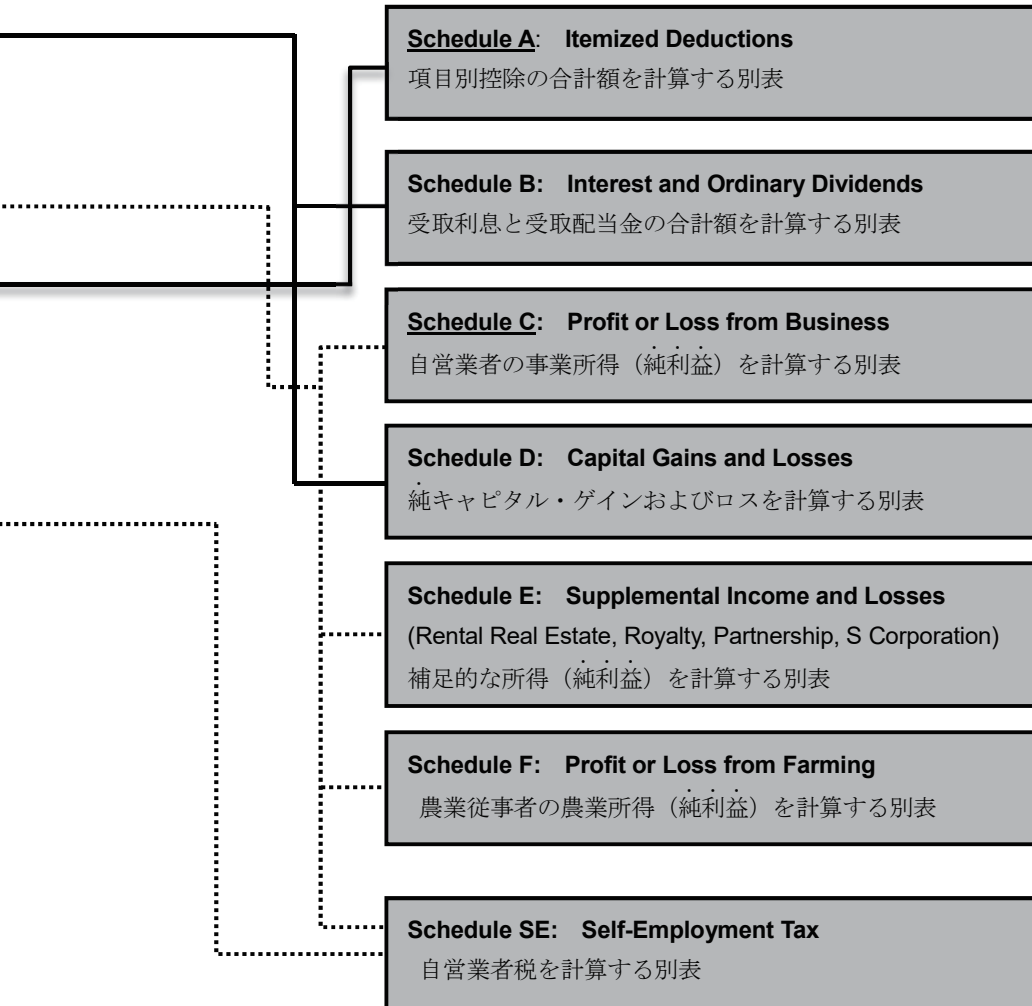 Schedule A: Itemized Deductions
項目別控除の合計額を計算する別表
Schedule B: Interest and Ordinary Dividends
受取利息と受取配当金の合計額を計算する別表
Schedule C: Profit or Loss from Business
自営業者の事業所得（純利益）を計算する別表
Schedule D: Capital Gains and Losses
純キャピタル・ゲインおよびロスを計算する別表
Schedule E: Supplemental Income and Losses
(Rental Real Estate, Royalty, Partnership, S Corporation)
補足的な所得（純利益）を計算する別表
Schedule F: Profit or Loss from Farming
農業従事者の農業所得（純利益）を計算する別表
Schedule SE: Self-Employment Tax
自営業者税を計算する別表